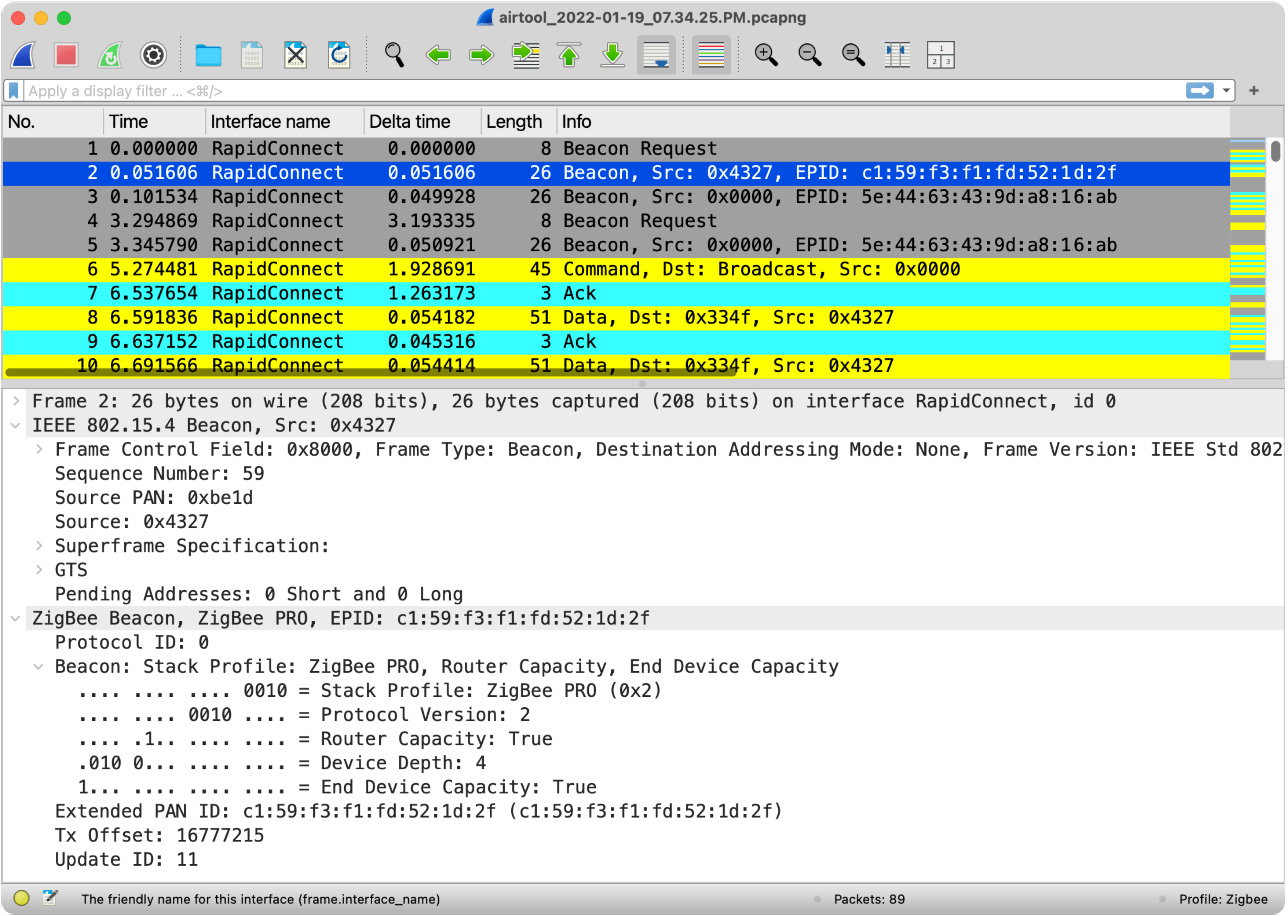 airtool_2022-01-19_07.34.25.PM.pcapng
Apply a display filter ... <⌘/>
No. Time Interface name Delta time Length Info
1 0.000000 RapidConnect 0.000000 8 Beacon Request
2 0.051606 RapidConnect 0.051606 26 Beacon, Src: 0x4327, EPID: c1:59:f3:f1:fd:52:1d:2f
3 0.101534 RapidConnect 0.049928 26 Beacon, Src: 0x0000, EPID: 5e:44:63:43:9d:a8:16:ab
4 3.294869 RapidConnect 3.193335 8 Beacon Request
5 3.345790 RapidConnect 0.050921 26 Beacon, Src: 0x0000, EPID: 5e:44:63:43:9d:a8:16:ab
6 5.274481 RapidConnect 1.928691 45 Command, Dst: Broadcast, Src: 0x0000
7 6.537654 RapidConnect 1.263173 3 Ack
8 6.591836 RapidConnect 0.054182 51 Data, Dst: 0x334f, Src: 0x4327
9 6.637152 RapidConnect 0.045316 3 Ack
10 6.691566 RapidConnect 0.054414 51 Data, Dst: 0x334f, Src: 0x4327
Frame 2: 26 bytes on wire (208 bits), 26 bytes captured (208 bits) on interface RapidConnect, id 0
IEEE 802.15.4 Beacon, Src: 0x4327
Frame Control Field: 0x8000, Frame Type: Beacon, Destination Addressing Mode: None, Frame Version: IEEE Std 802
Sequence Number: 59
Source PAN: 0xbe1d
Source: 0x4327
Superframe Specification:
GTS
Pending Addresses: 0 Short and 0 Long
ZigBee Beacon, ZigBee PRO, EPID: c1:59:f3:f1:fd:52:1d:2f
Protocol ID: 0
Beacon: Stack Profile: ZigBee PRO, Router Capacity, End Device Capacity
.... .... .... 0010 = Stack Profile: ZigBee PRO (0x2)
.... .... 0010 .... = Protocol Version: 2
.... .1.. .... .... = Router Capacity: True
.010 0... .... .... = Device Depth: 4
1... .... .... .... = End Device Capacity: True
Extended PAN ID: c1:59:f3:f1:fd:52:1d:2f (c1:59:f3:f1:fd:52:1d:2f)
Tx Offset: 16777215
Update ID: 11
The friendly name for this interface (frame.interface_name) Packets: 89 Profile: Zigbee